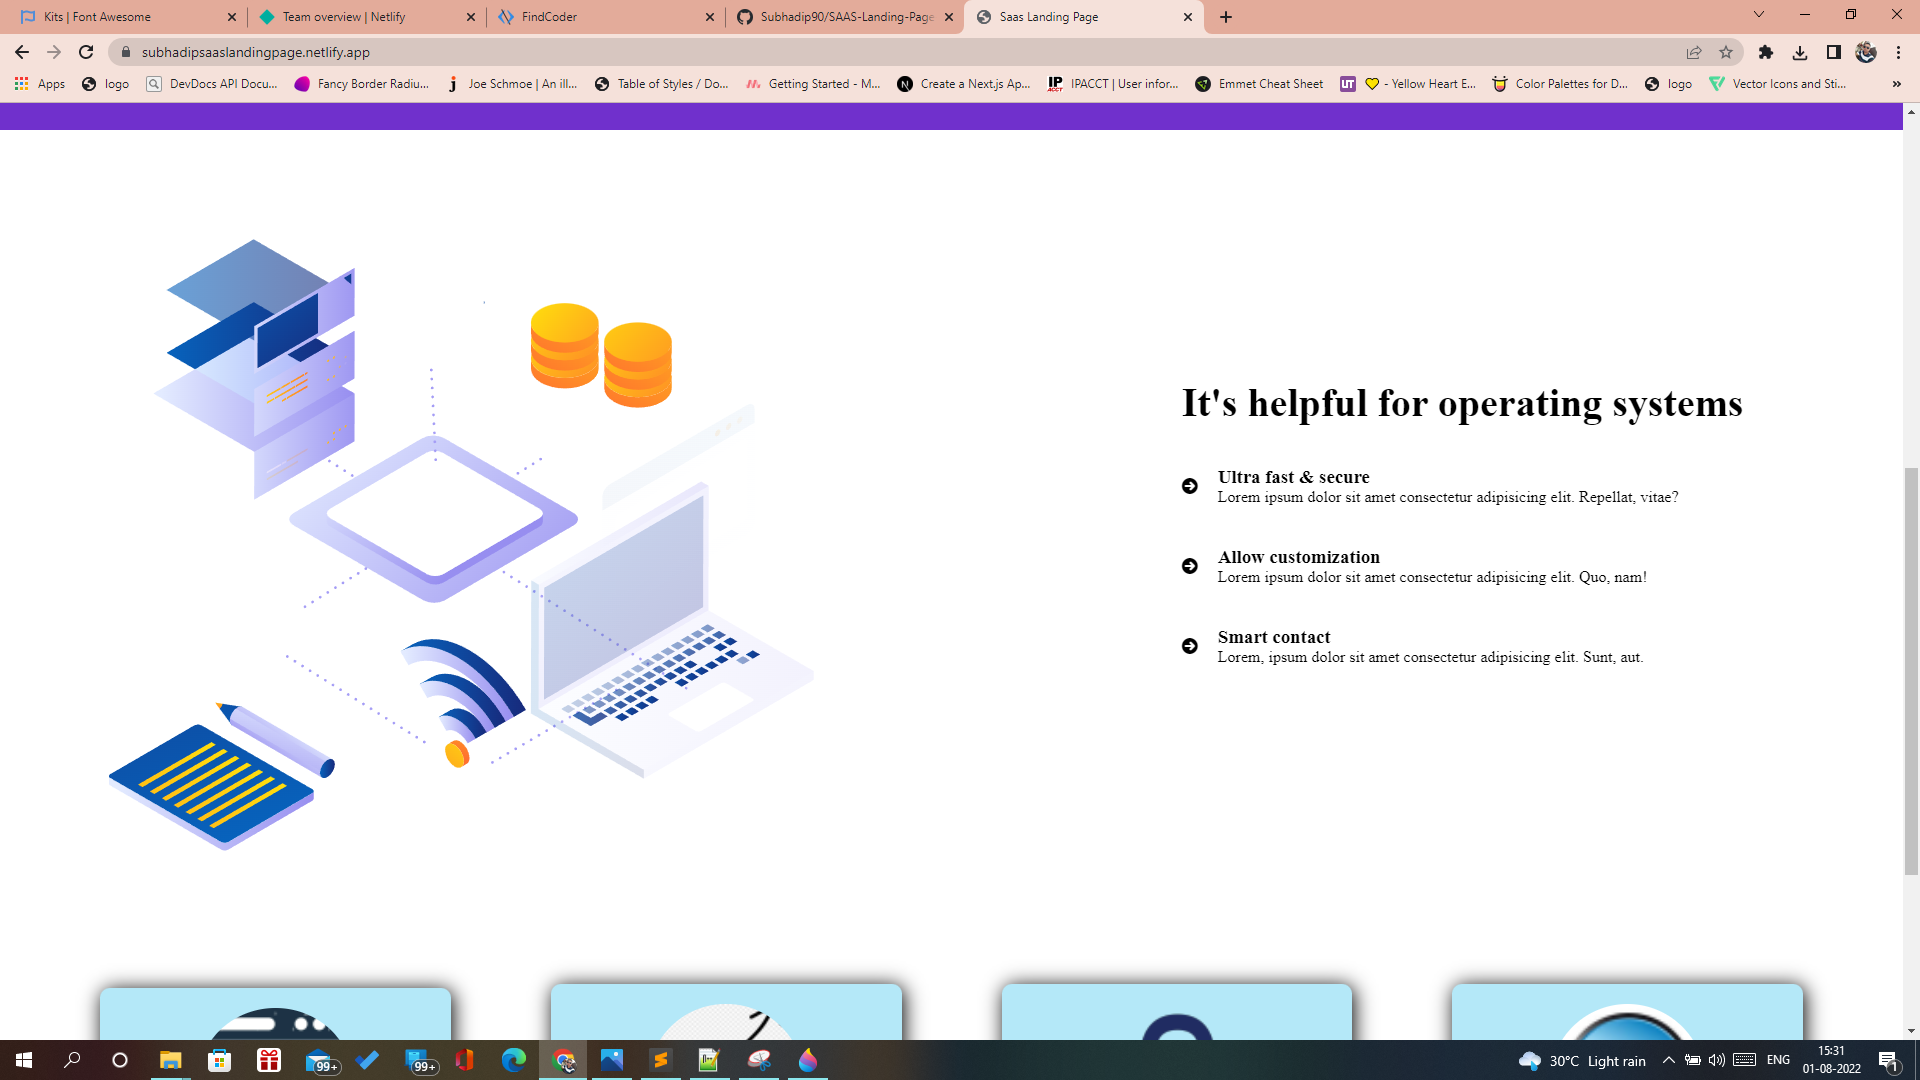 Kits | Font Awesome
Team overview | Netlify
FindCoder
Subhadip90/SAAS-Landing-Page
Saas Landing Page
subhadipsaaslandingpage.netlify.app
Apps
logo
DevDocs API Docu...
Fancy Border Radiu...
j Joe Schmoe | An ill...
Table of Styles / Do...
Getting Started - M...
N Create a Next.js Ap...
IP ACCT IPACCT | User infor...
Emmet Cheat Sheet
UT - Yellow Heart E...
Color Palettes for D...
logo
Vector Icons and Sti...
»
It's helpful for operating systems
Ultra fast & secure
Lorem ipsum dolor sit amet consectetur adipisicing elit. Repellat, vitae?
Allow customization
Lorem ipsum dolor sit amet consectetur adipisicing elit. Quo, nam!
Smart contact
Lorem, ipsum dolor sit amet consectetur adipisicing elit. Sunt, aut.
99+
99+
30°C Light rain
ENG
15:31
01-08-2022
1